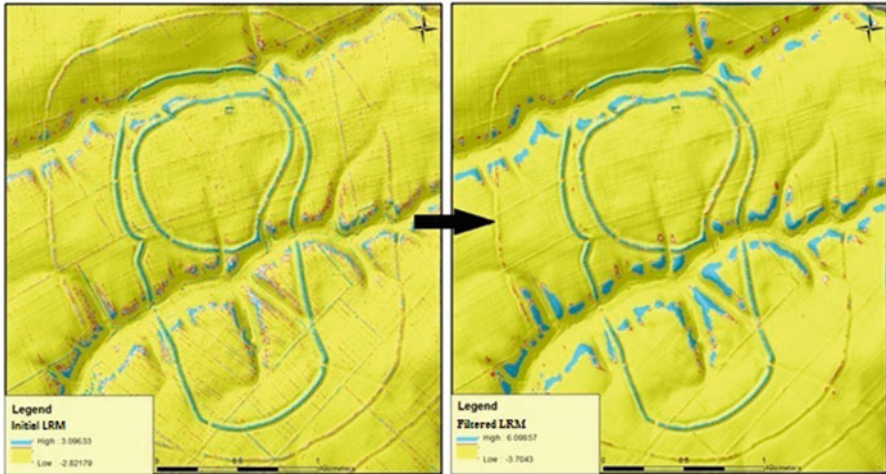 Legend
Initial LRM
High : 3.09633
Low : -2.82179
Legend
Filtered LRM
High : 6.09857
Low : -3.7043